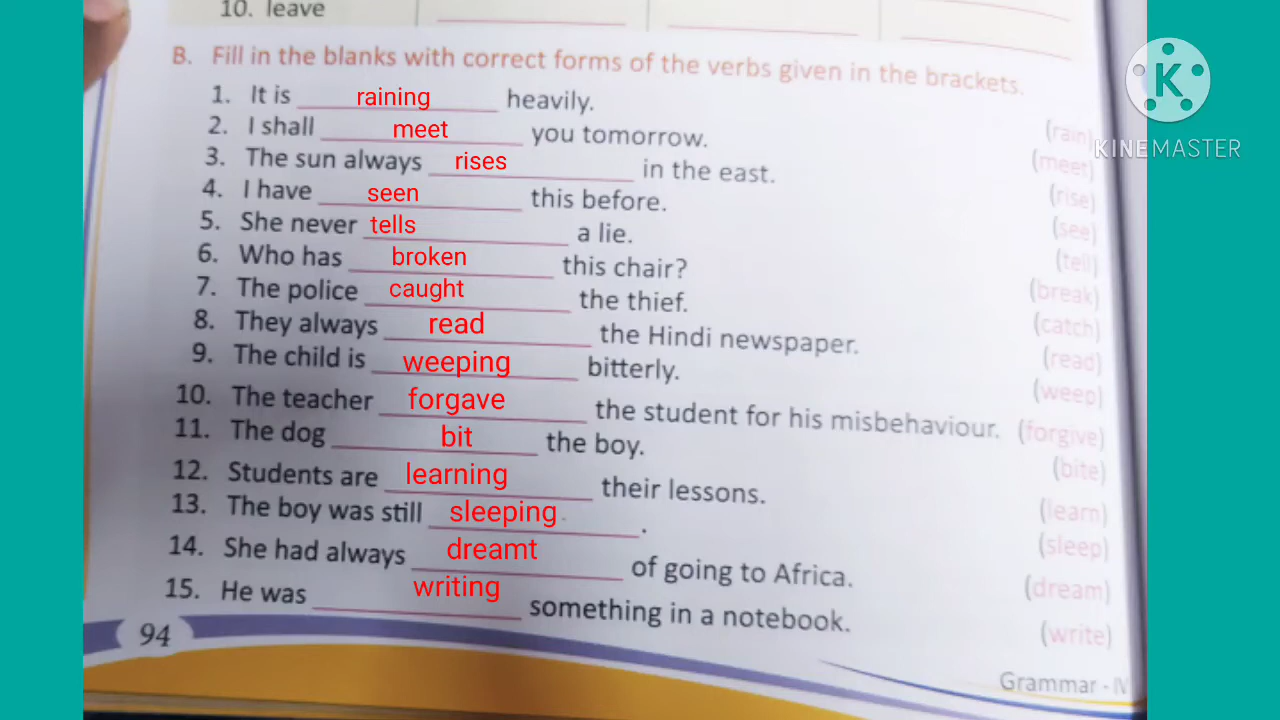 10. leave
B. Fill in the blanks with correct forms of the verbs given in the brackets.
1. It is raining heavily. (rain)
2. I shall meet you tomorrow. (meet)
3. The sun always rises in the east. (rise)
4. I have seen this before. (see)
5. She never tells a lie. (tell)
6. Who has broken this chair? (break)
7. The police caught the thief. (catch)
8. They always read the Hindi newspaper. (read)
9. The child is weeping bitterly. (weep)
10. The teacher forgave the student for his misbehaviour. (forgive)
11. The dog bit the boy. (bite)
12. Students are learning their lessons. (learn)
13. The boy was still sleeping. (sleep)
14. She had always dreamt of going to Africa. (dream)
15. He was writing something in a notebook. (write)
94
Grammar - IV
K
KINEMASTER